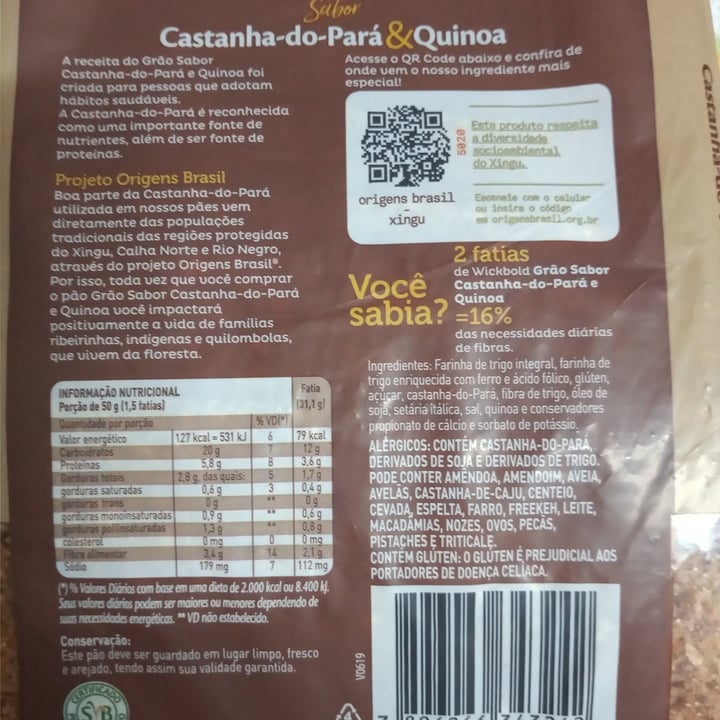 Sabor
Castanha-do-Pará&Quinoa
A receita do Grão Sabor
Castanha-do-Pará e Quinoa foi
criada para pessoas que adotam
hábitos saudáveis.
A Castanha-do-Pará é reconhecida
como uma importante fonte de
nutrientes, além de ser fonte de
proteínas.
Projeto Origens Brasil
Boa parte da Castanha-do-Pará
utilizada em nossos pães vem
diretamente das populações
tradicionais das regiões protegidas
do Xingu, Calha Norte e Rio Negro,
através do projeto Origens Brasil®.
Por isso, toda vez que você comprar
o pão Grão Sabor Castanha-do-Pará
e Quinoa você impactará
positivamente a vida de famílias
ribeirinhas, indígenas e quilombolas,
que vivem da floresta.
Acesse o QR Code abaixo e confira de
onde vem o nosso ingrediente mais
especial!
5020
Este produto respeita
a diversidade
socioambiental
do Xingu.
origens brasil
-
xingu
Escaneie com o celular
ou insira o código
em origensbrasil.org.br
Você
sabia?
2 fatias
de Wickbold Grão Sabor
Castanha-do-Pará e
Quinoa
=16%
das necessidades diárias
de fibras.
INFORMAÇÃO NUTRICIONAL
Porção de 50 g (1,5 fatias)
Fatia
(31,1 g)
Quantidade por porção % VD(*)
Valor energético 127 kcal = 531 kJ 6 79 kcal
Carboidratos 20 g 7 12 g
Proteínas 5,8 g 8 3,6 g
Gorduras totais 2,8 g, das quais: 5 1,7 g
gorduras saturadas 0,6 g 3 0,4 g
gorduras trans 0 g ** 0 g
gorduras monoinsaturadas 0,9 g ** 0,6 g
gorduras poliinsaturadas 1,3 g ** 0,8 g
colesterol 0 mg 0 0 mg
Fibra alimentar 3,4 g 14 2,1 g
Sódio 179 mg 7 112 mg
(*) % Valores Diários com base em uma dieta de 2.000 kcal ou 8.400 kJ.
Seus valores diários podem ser maiores ou menores dependendo de
suas necessidades energéticas. ** VD não estabelecido.
Conservação:
Este pão deve ser guardado em lugar limpo, fresco
e arejado, tendo assim sua validade garantida.
CERTIFICADO
SVB
Ingredientes: Farinha de trigo integral, farinha de
trigo enriquecida com ferro e ácido fólico, glúten,
açúcar, castanha-do-Pará, fibra de trigo, óleo de
soja, setária itálica, sal, quinoa e conservadores
propionato de cálcio e sorbato de potássio.
ALÉRGICOS: CONTÉM CASTANHA-DO-PARÁ,
DERIVADOS DE SOJA E DERIVADOS DE TRIGO.
PODE CONTER AMÊNDOA, AMENDOIM, AVEIA,
AVELÃS, CASTANHA-DE-CAJU, CENTEIO,
CEVADA, ESPELTA, FARRO, FREEKEH, LEITE,
MACADÂMIAS, NOZES, OVOS, PECÃS,
PISTACHES E TRITICALE.
CONTÉM GLÚTEN: O GLÚTEN É PREJUDICIAL AOS
PORTADORES DE DOENÇA CELÍACA.
V0619